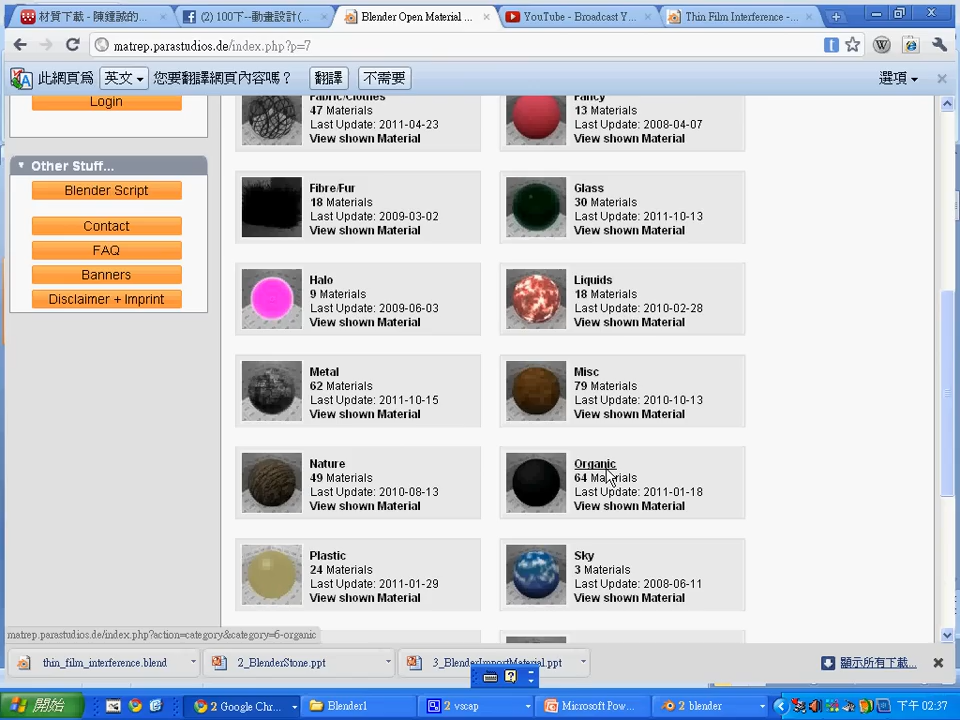 材質下載 - 陳鍾誠的...
(2) 100下--動畫設計(...
Blender Open Material ...
YouTube - Broadcast Y...
Thin Film Interference -...
matrep.parastudios.de/index.php?p=7
此網頁爲 英文 您要翻譯網頁內容嗎？ 翻譯 不需要 選項
Login
Other Stuff...
Blender Script
Contact
FAQ
Banners
Disclaimer + Imprint
Fabric/Clothes
47 Materials
Last Update: 2011-04-23
View shown Material
Fancy
13 Materials
Last Update: 2008-04-07
View shown Material
Fibre/Fur
18 Materials
Last Update: 2009-03-02
View shown Material
Glass
30 Materials
Last Update: 2011-10-13
View shown Material
Halo
9 Materials
Last Update: 2009-06-03
View shown Material
Liquids
18 Materials
Last Update: 2010-02-28
View shown Material
Metal
62 Materials
Last Update: 2011-10-15
View shown Material
Misc
79 Materials
Last Update: 2010-10-13
View shown Material
Nature
49 Materials
Last Update: 2010-08-13
View shown Material
Organic
64 Materials
Last Update: 2011-01-18
View shown Material
Plastic
24 Materials
Last Update: 2011-01-29
View shown Material
Sky
3 Materials
Last Update: 2008-06-11
View shown Material
matrep.parastudios.de/index.php?action=category&category=6-organic
thin_film_interference.blend
2_BlenderStone.ppt
3_BlenderImportMaterial.ppt
顯示所有下載...
開始
2 Google Chr...
Blender1
2 vscap
Microsoft Pow...
2 blender
下午 02:37